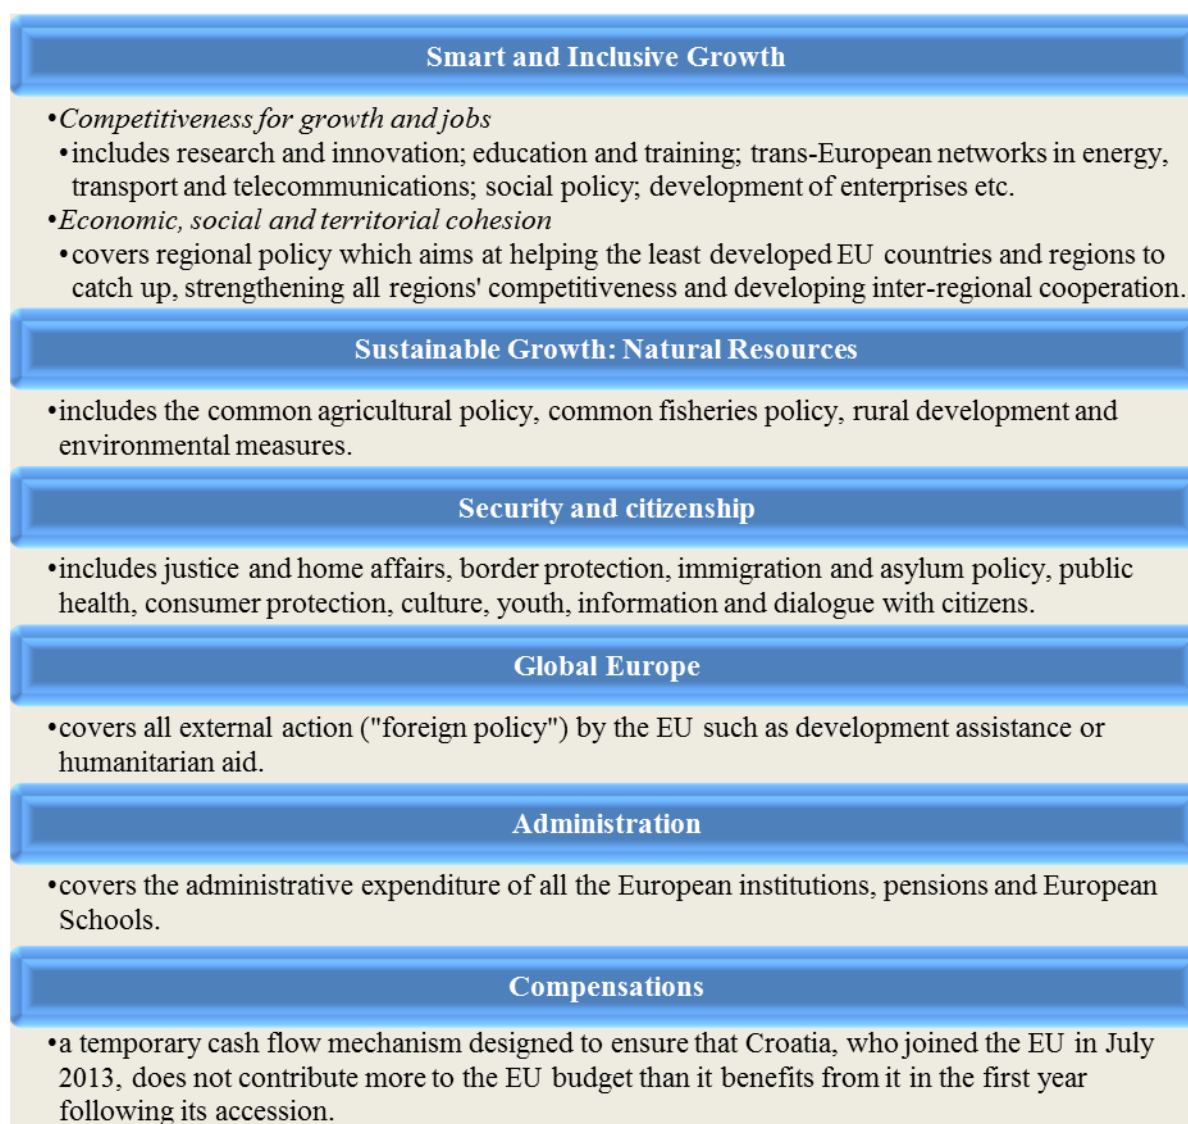 Smart and Inclusive Growth
•Competitiveness for growth and jobs
•includes research and innovation; education and training; trans-European networks in energy,
transport and telecommunications; social policy; development of enterprises etc.
•Economic, social and territorial cohesion
•covers regional policy which aims at helping the least developed EU countries and regions to
catch up, strengthening all regions' competitiveness and developing inter-regional cooperation.
Sustainable Growth: Natural Resources
•includes the common agricultural policy, common fisheries policy, rural development and
environmental measures.
Security and citizenship
•includes justice and home affairs, border protection, immigration and asylum policy, public
health, consumer protection, culture, youth, information and dialogue with citizens.
Global Europe
•covers all external action ("foreign policy") by the EU such as development assistance or
humanitarian aid.
Administration
•covers the administrative expenditure of all the European institutions, pensions and European
Schools.
Compensations
•a temporary cash flow mechanism designed to ensure that Croatia, who joined the EU in July
2013, does not contribute more to the EU budget than it benefits from it in the first year
following its accession.